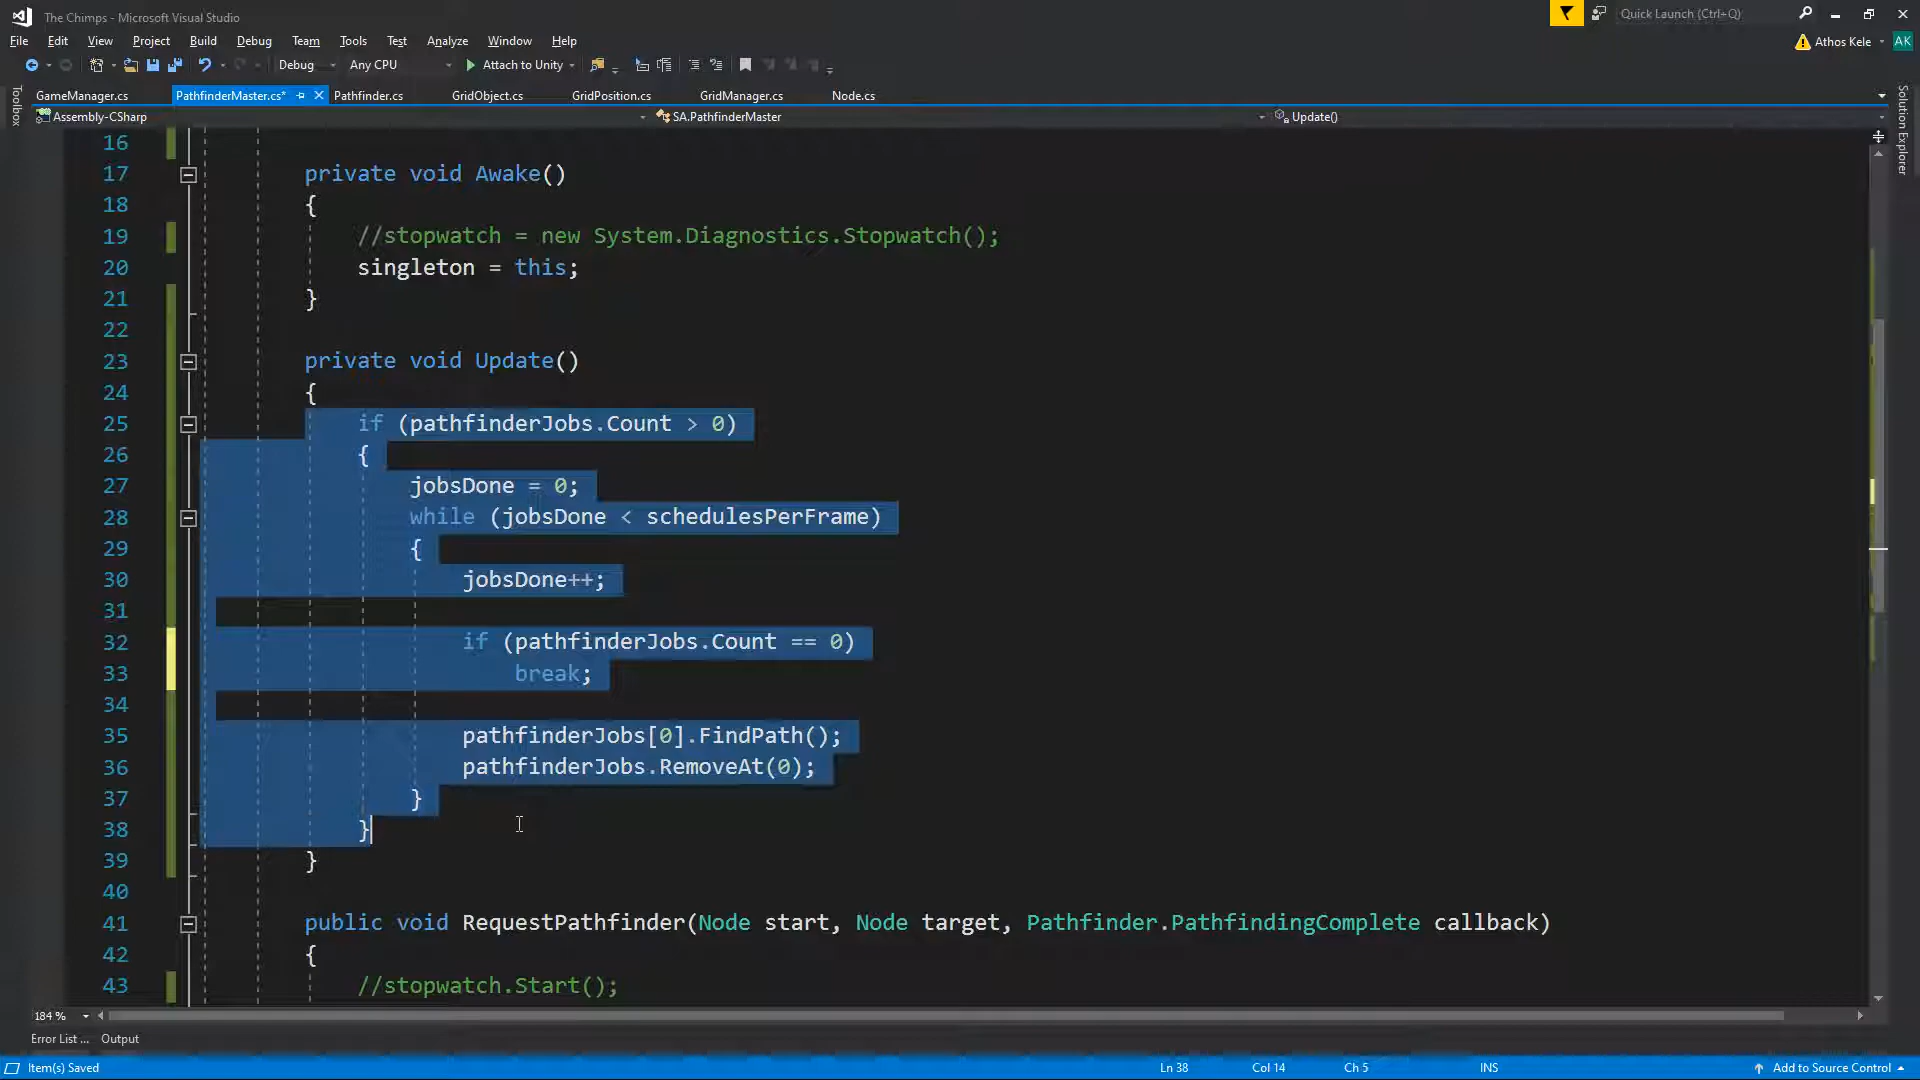 The Chimps - Microsoft Visual Studio
Quick Launch (Ctrl+Q)
File Edit View Project Build Debug Team Tools Test Analyze Window Help
Athos Kele AK
Debug Any CPU Attach to Unity
Toolbox
GameManager.cs PathfinderMaster.cs* Pathfinder.cs GridObject.cs GridPosition.cs GridManager.cs Node.cs
Solution Explorer
Assembly-CSharp SA.PathfinderMaster Update()
16
17 private void Awake()
18 {
19 //stopwatch = new System.Diagnostics.Stopwatch();
20 singleton = this;
21 }
22
23 private void Update()
24 {
25 if (pathfinderJobs.Count > 0)
26 {
27 jobsDone = 0;
28 while (jobsDone < schedulesPerFrame)
29 {
30 jobsDone++;
31
32 if (pathfinderJobs.Count == 0)
33 break;
34
35 pathfinderJobs[0].FindPath();
36 pathfinderJobs.RemoveAt(0);
37 }
38 }
39 }
40
41 public void RequestPathfinder(Node start, Node target, Pathfinder.PathfindingComplete callback)
42 {
43 //stopwatch.Start();
184 %
Error List ... Output
Item(s) Saved Ln 38 Col 14 Ch 5 INS Add to Source Control